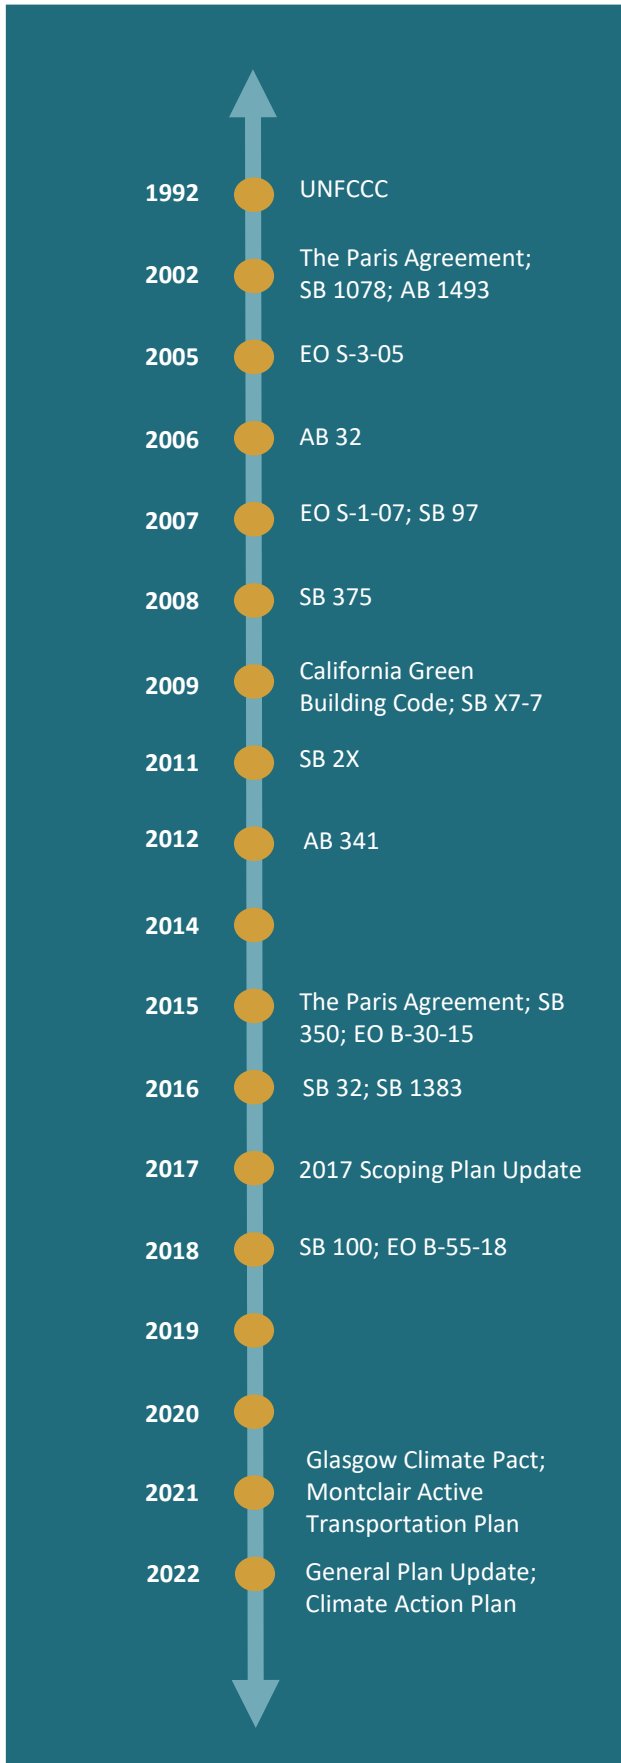 1992
UNFCCC
2002
The Paris Agreement;
SB 1078; AB 1493
2005
EO S-3-05
2006
AB 32
2007
EO S-1-07; SB 97
2008
SB 375
2009
California Green
Building Code; SB X7-7
2011
SB 2X
2012
AB 341
2014
2015
The Paris Agreement; SB
350; EO B-30-15
2016
SB 32; SB 1383
2017
2017 Scoping Plan Update
2018
SB 100; EO B-55-18
2019
2020
2021
Glasgow Climate Pact;
Montclair Active
Transportation Plan
2022
General Plan Update;
Climate Action Plan